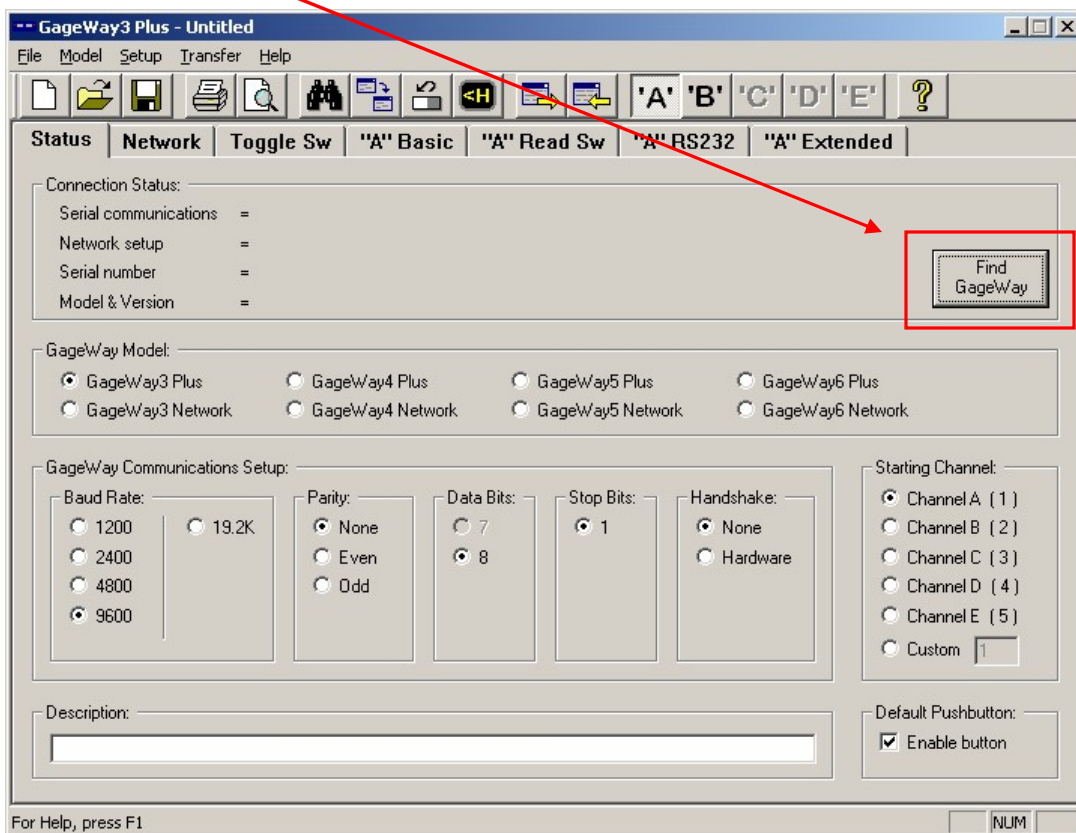 -- GageWay3 Plus - Untitled
File Model Setup Transfer Help
<H 'A' 'B' 'C' 'D' 'E' ?
Status Network Toggle Sw "A" Basic "A" Read Sw "A" RS232 "A" Extended
Connection Status:
Serial communications =
Network setup =
Serial number =
Model & Version =
Find
GageWay
GageWay Model:
GageWay3 Plus GageWay4 Plus GageWay5 Plus GageWay6 Plus
GageWay3 Network GageWay4 Network GageWay5 Network GageWay6 Network
GageWay Communications Setup:
Baud Rate: Parity: Data Bits: Stop Bits: Handshake:
1200 19.2K None 7 1 None
2400 Even 8 Hardware
4800 Odd
9600
Starting Channel:
Channel A ( 1 )
Channel B ( 2 )
Channel C ( 3 )
Channel D ( 4 )
Channel E ( 5 )
Custom 1
Description:
Default Pushbutton:
Enable button
For Help, press F1 NUM